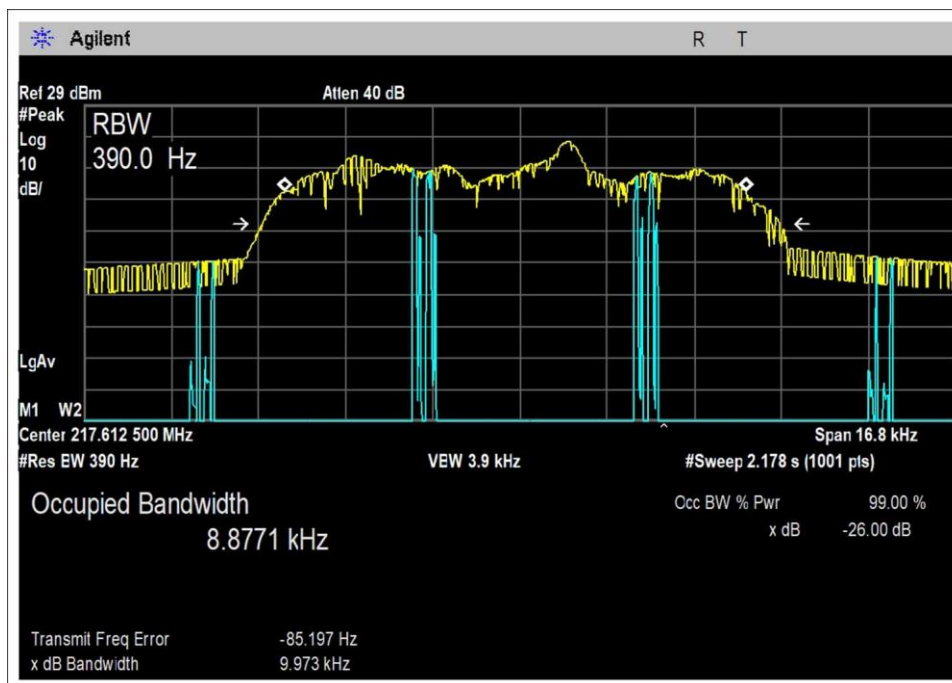 Agilent R T
Ref 29 dBm Atten 40 dB
#Peak
Log
10
dB/
RBW
390.0 Hz
LgAv
M1 W2
Center 217.612 500 MHz Span 16.8 kHz
#Res BW 390 Hz VBW 3.9 kHz #Sweep 2.178 s (1001 pts)
Occupied Bandwidth
8.8771 kHz
Occ BW % Pwr 99.00 %
x dB -26.00 dB
Transmit Freq Error -85.197 Hz
x dB Bandwidth 9.973 kHz